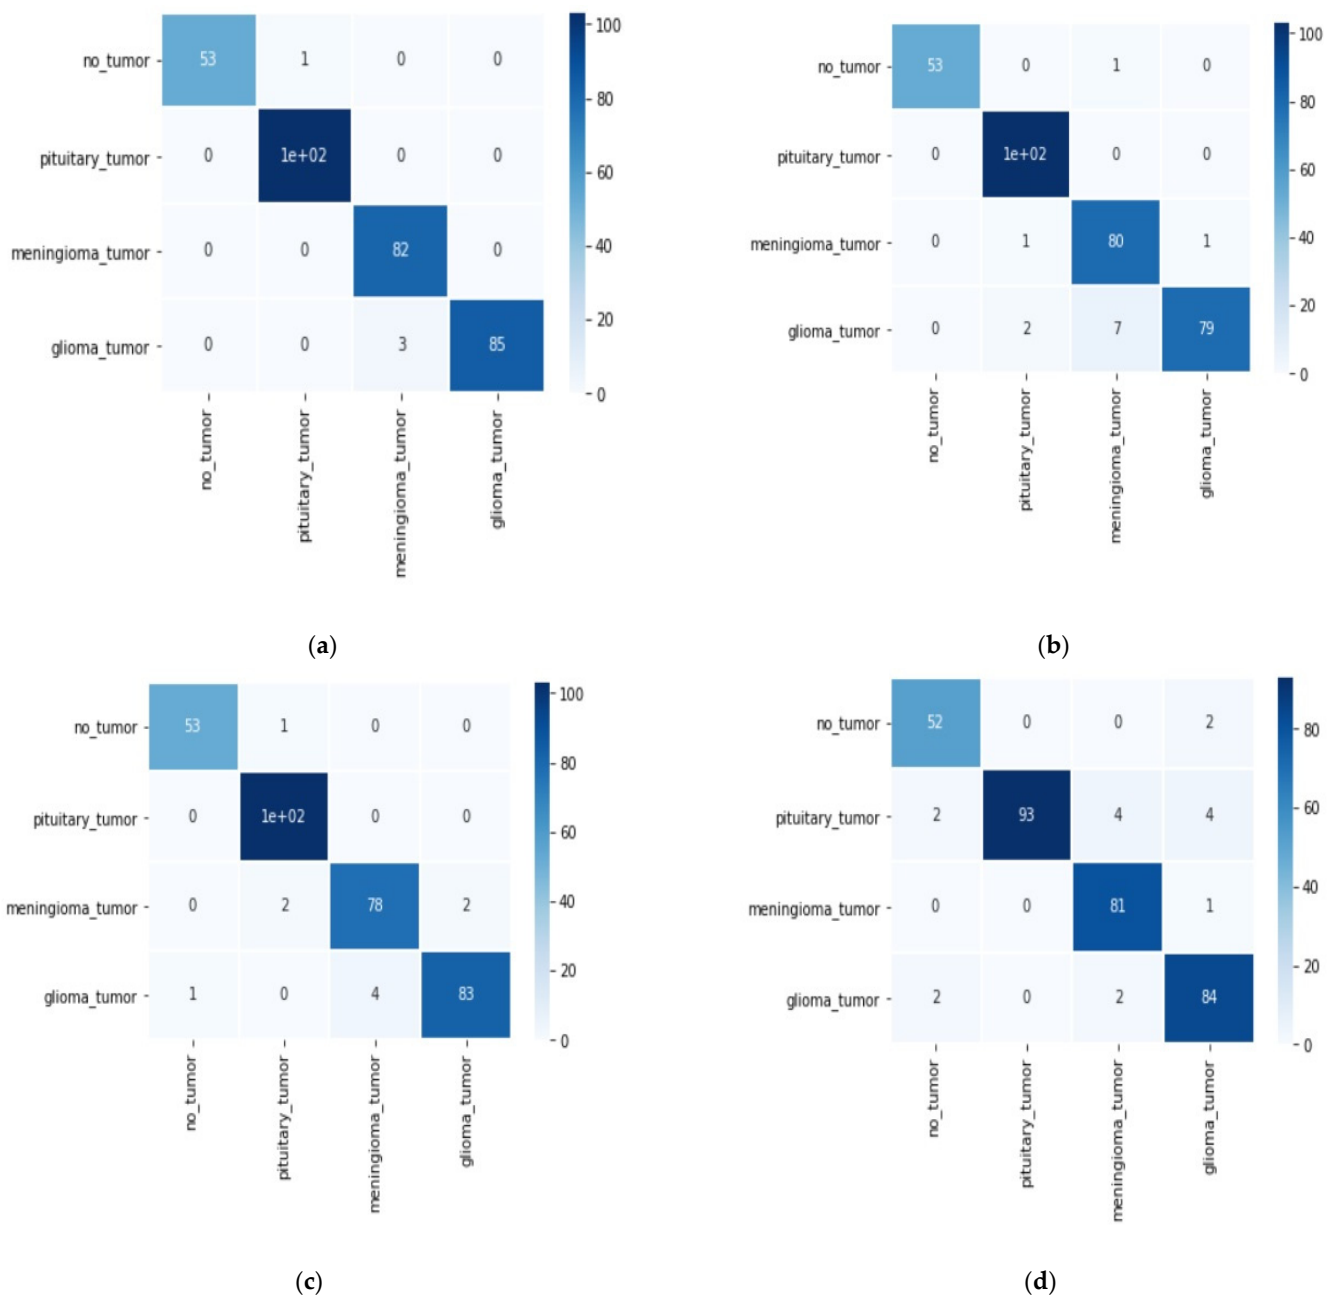 no_tumor 53 1 0 0
pituitary_tumor 0 1e+02 0 0
meningioma_tumor 0 0 82 0
glioma_tumor 0 0 3 85
no_tumor pituitary_tumor meningioma_tumor glioma_tumor
100
80
60
40
20
0
(a)
no_tumor 53 0 1 0
pituitary_tumor 0 1e+02 0 0
meningioma_tumor 0 1 80 1
glioma_tumor 0 2 7 79
no_tumor pituitary_tumor meningioma_tumor glioma_tumor
100
80
60
40
20
0
(b)
no_tumor 53 1 0 0
pituitary_tumor 0 1e+02 0 0
meningioma_tumor 0 2 78 2
glioma_tumor 1 0 4 83
no_tumor pituitary_tumor meningioma_tumor glioma_tumor
100
80
60
40
20
0
(c)
no_tumor 52 0 0 2
pituitary_tumor 2 93 4 4
meningioma_tumor 0 0 81 1
glioma_tumor 2 0 2 84
no_tumor pituitary_tumor meningioma_tumor glioma_tumor
80
60
40
20
0
(d)